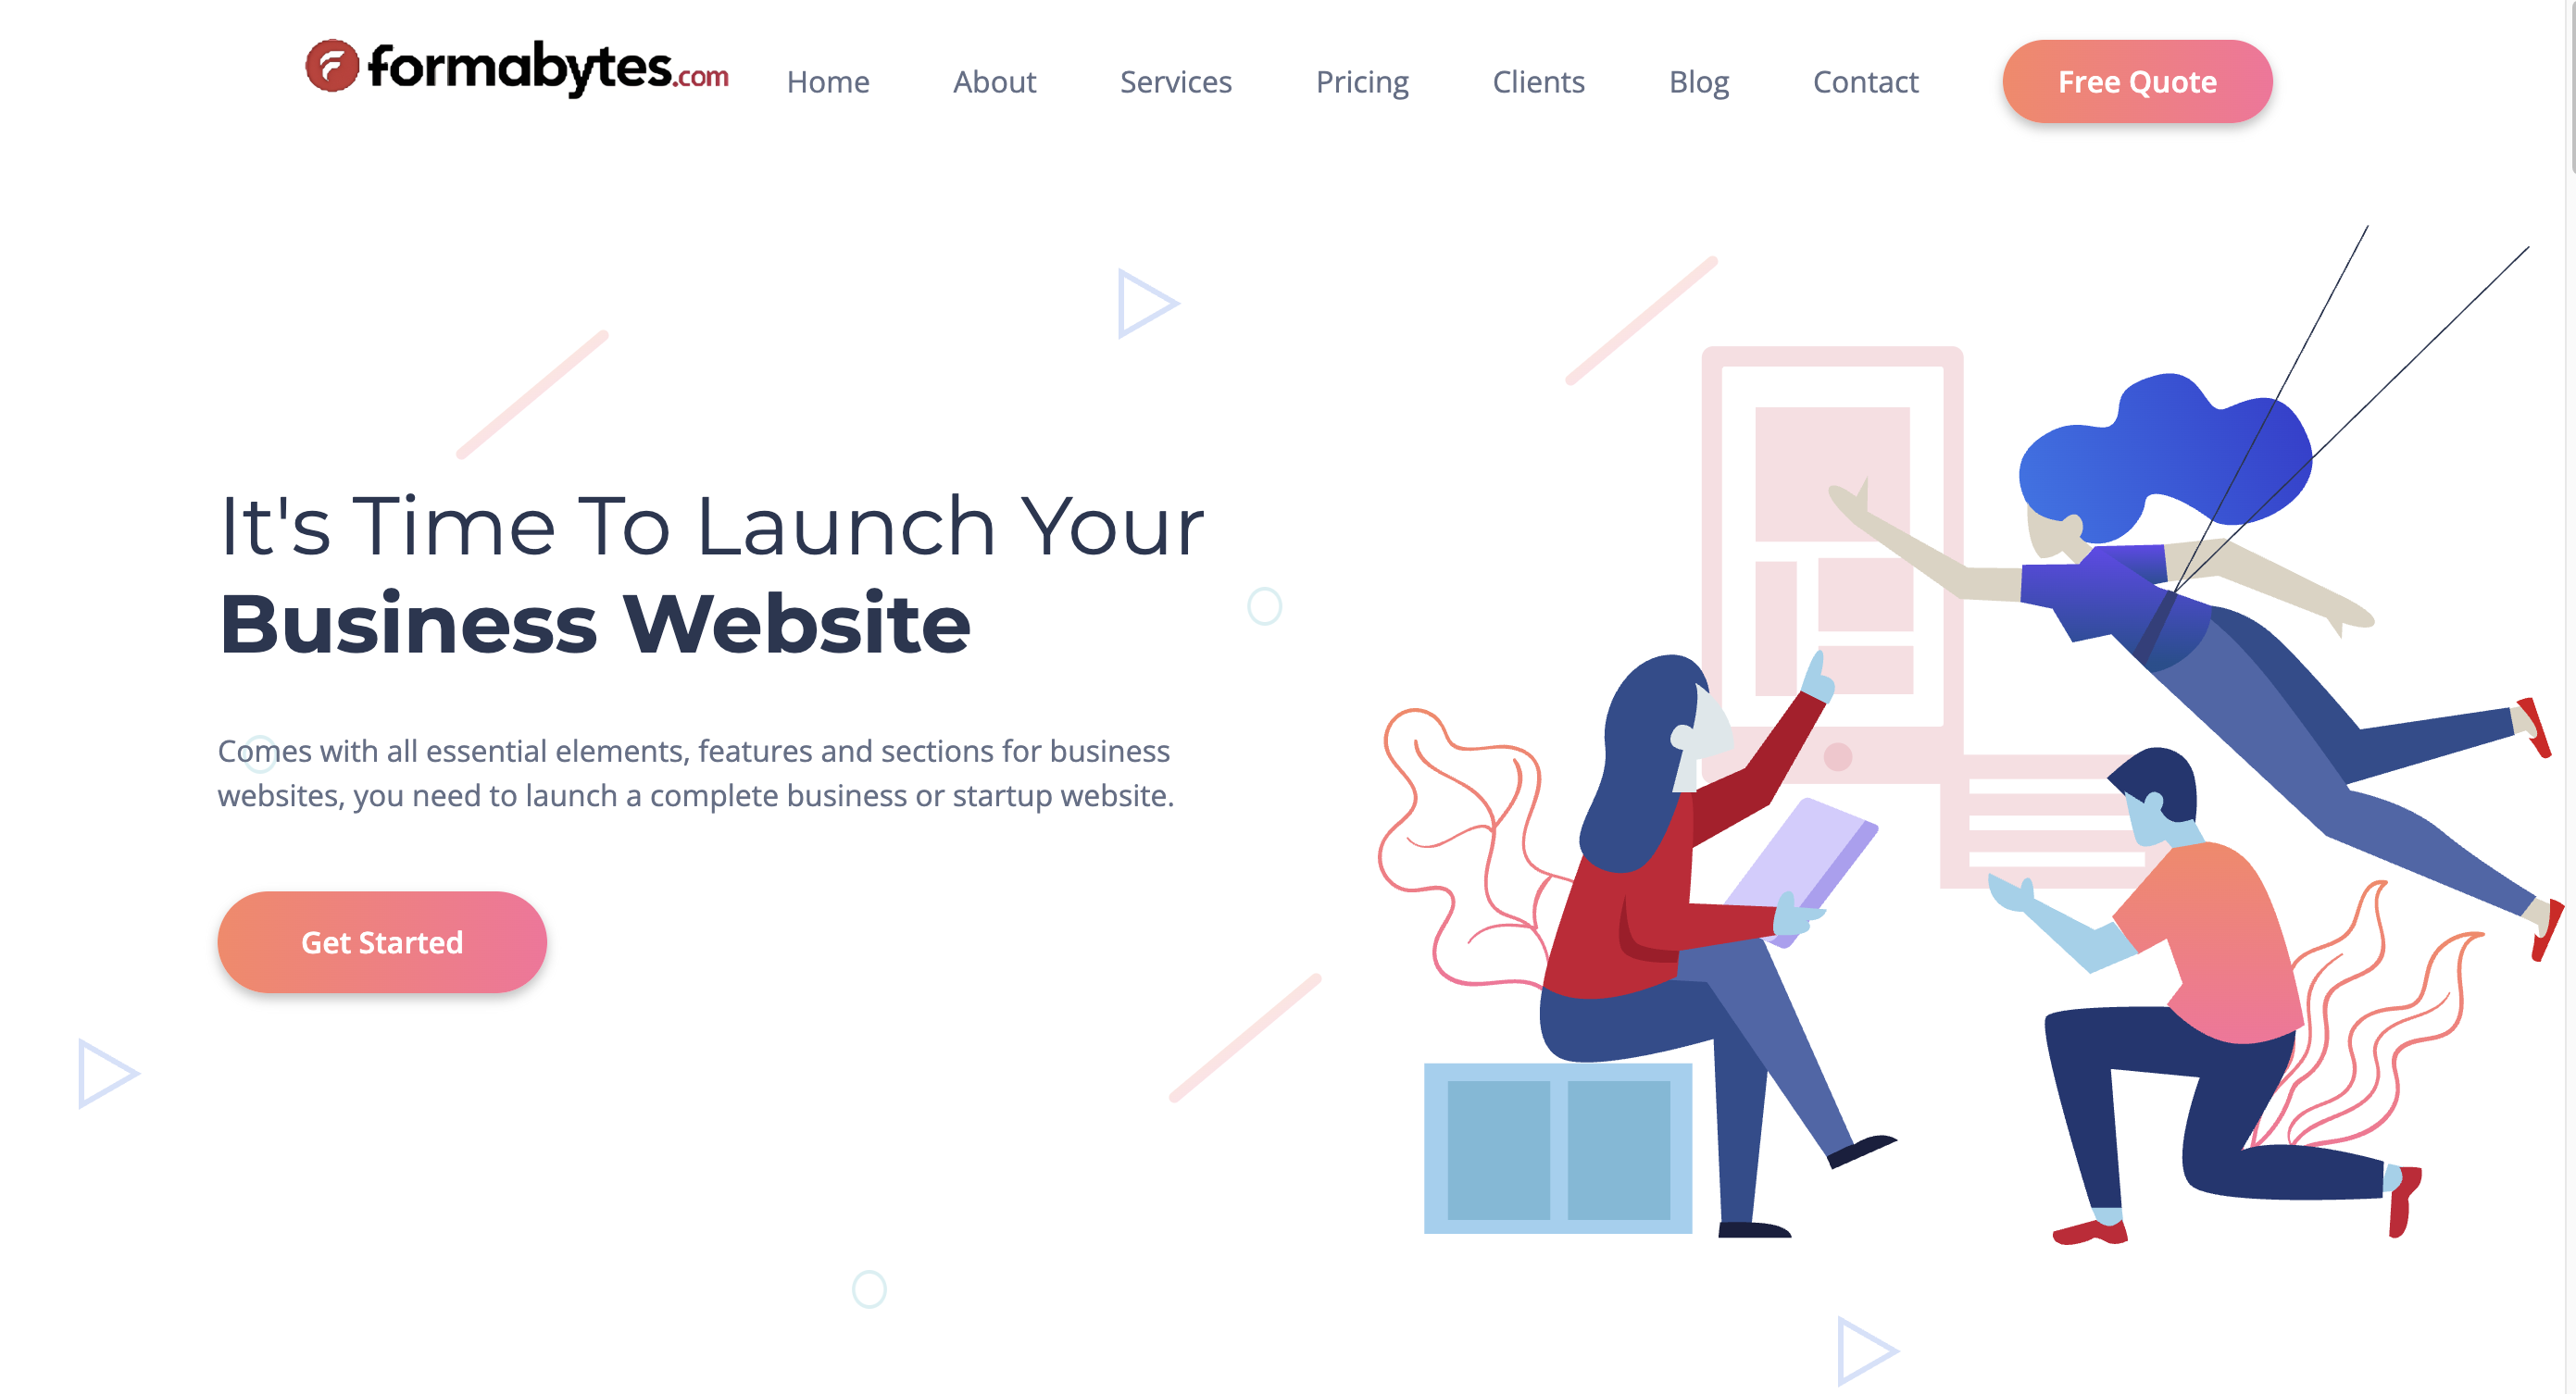 formabytes.com
Home About Services Pricing Clients Blog Contact Free Quote
It's Time To Launch Your
Business Website
Comes with all essential elements, features and sections for business
websites, you need to launch a complete business or startup website.
Get Started